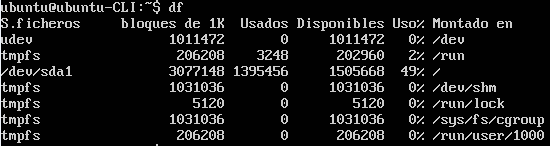 ubuntu@ubuntu-CLI:~$ df
S.ficheros     bloques de 1K  Usados Disponibles Uso% Montado en
udev                 1011472       0     1011472   0% /dev
tmpfs                 206208    3248      202960   2% /run
/dev/sda1            3077148 1395456     1505668  49% /
tmpfs                1031036       0     1031036   0% /dev/shm
tmpfs                   5120       0        5120   0% /run/lock
tmpfs                1031036       0     1031036   0% /sys/fs/cgroup
tmpfs                 206208       0      206208   0% /run/user/1000